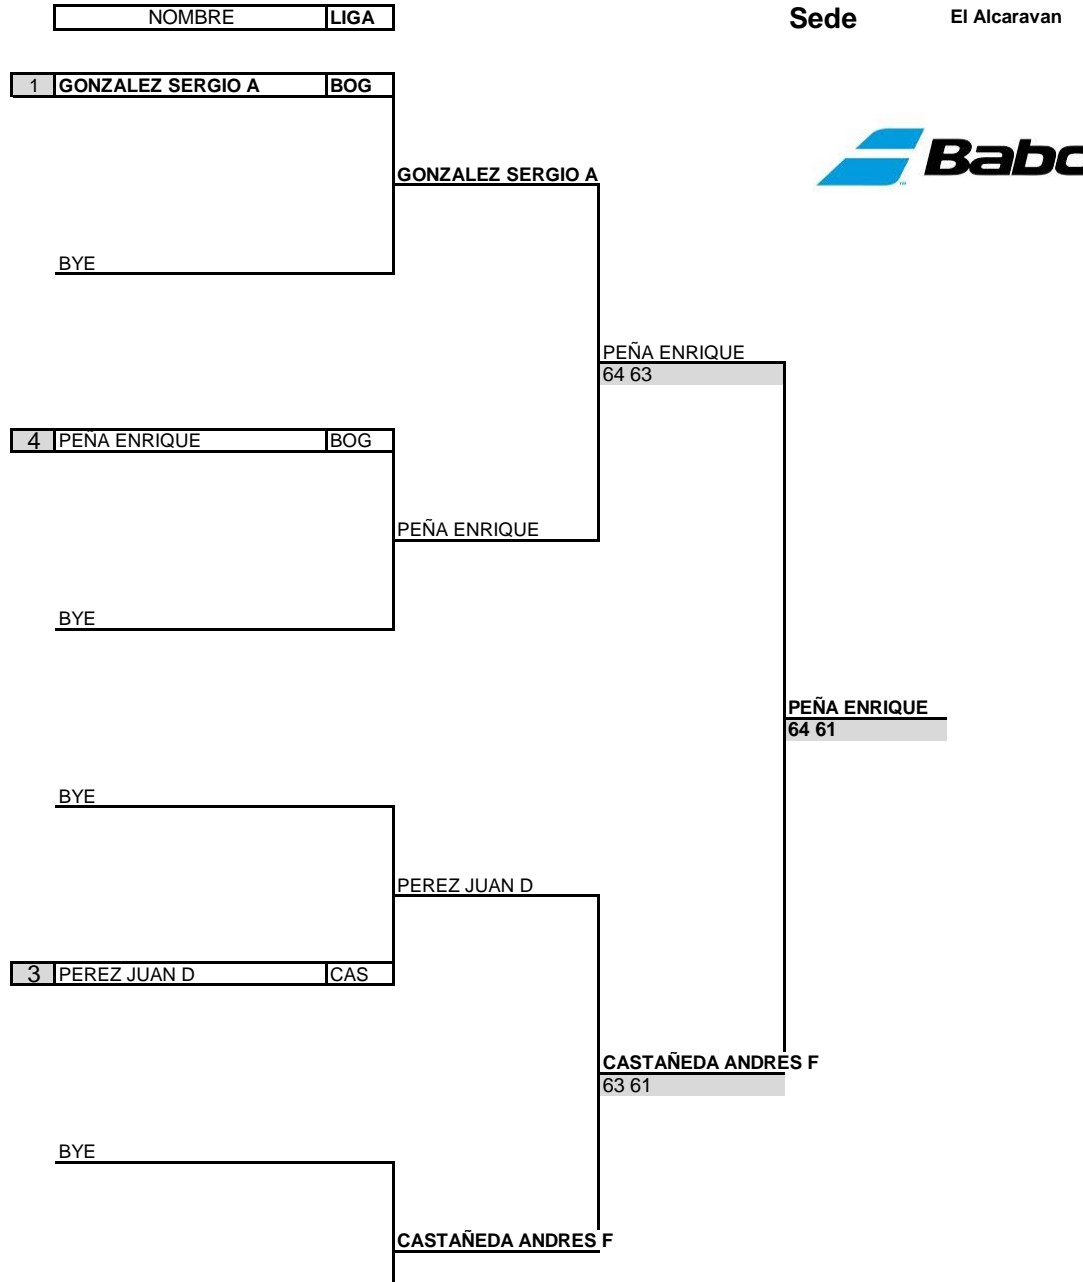 NOMBRE LIGA Sede El Alcaravan
1 GONZALEZ SERGIO A BOG
Babo
GONZALEZ SERGIO A
BYE
PEÑA ENRIQUE
64 63
4 PEÑA ENRIQUE BOG
PEÑA ENRIQUE
BYE
PEÑA ENRIQUE
64 61
BYE
PEREZ JUAN D
3 PEREZ JUAN D CAS
CASTAÑEDA ANDRES F
63 61
BYE
CASTAÑEDA ANDRES F